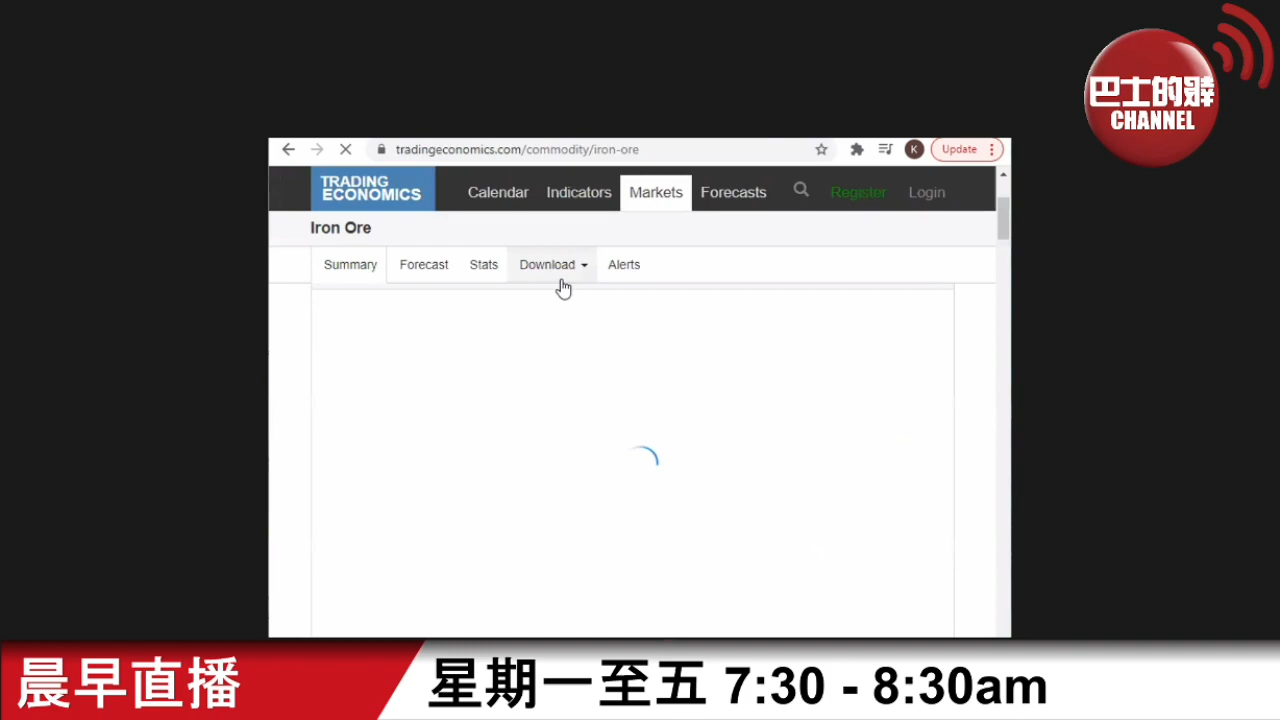 巴士的報
CHANNEL
tradingeconomics.com/commodity/iron-ore
K
Update
TRADING
ECONOMICS
Calendar
Indicators
Markets
Forecasts
Register
Login
Iron Ore
Summary
Forecast
Stats
Download
Alerts
晨早直播
星期一至五 7:30 - 8:30am